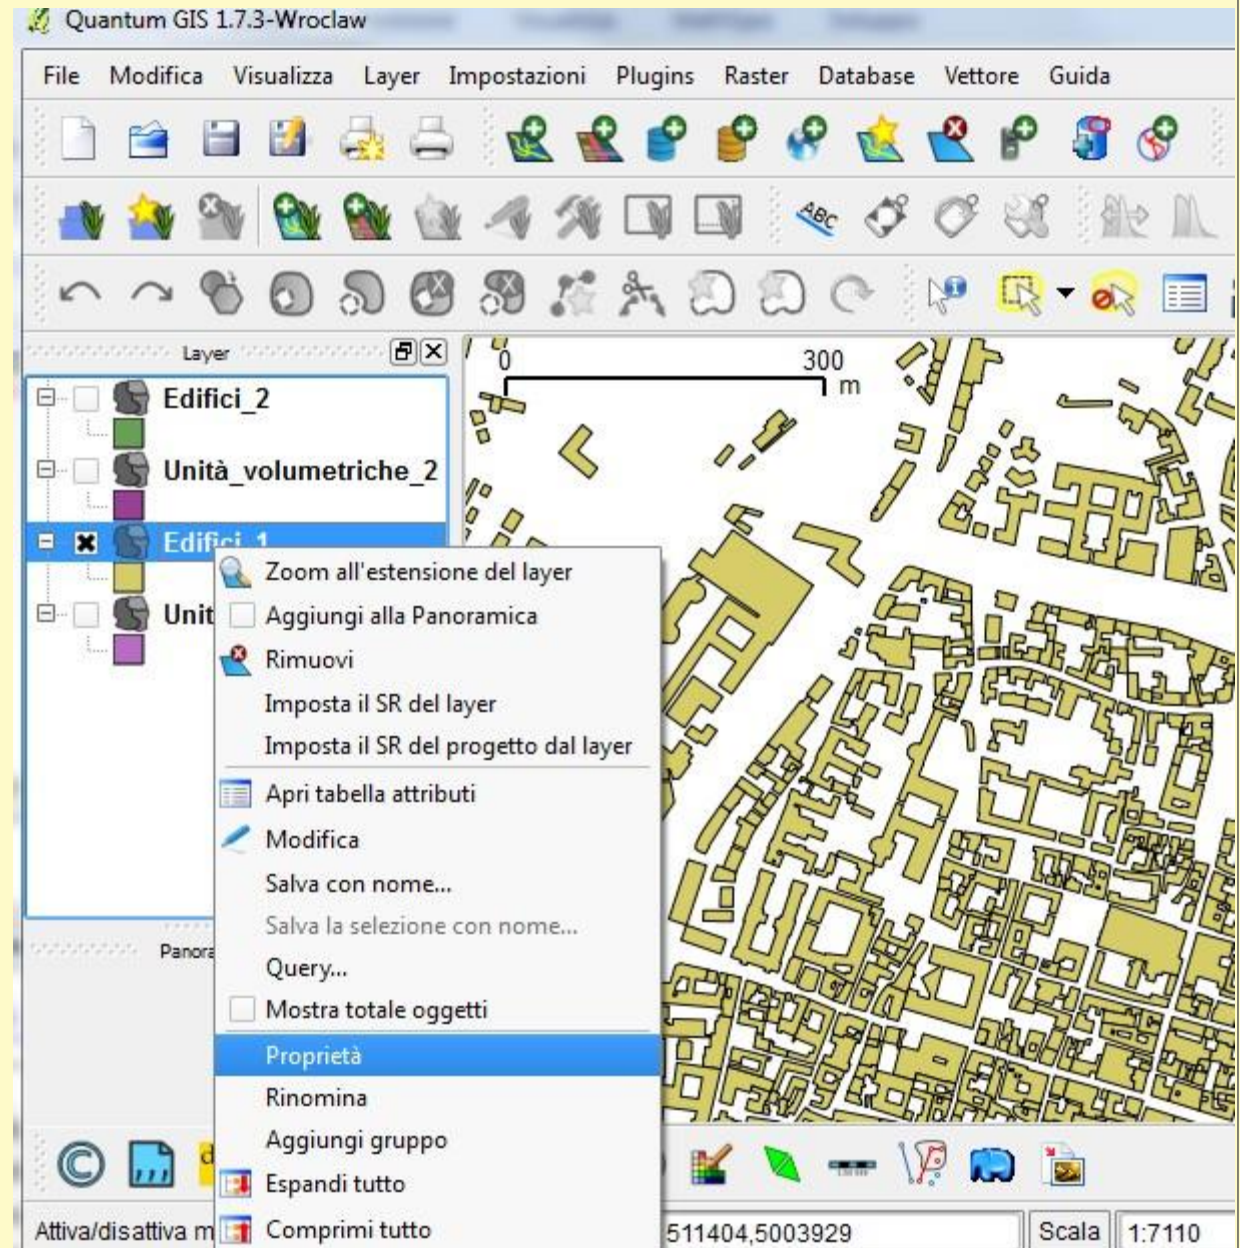 Quantum GIS 1.7.3-Wroclaw
File Modifica Visualizza Layer Impostazioni Plugins Raster Database Vettore Guida
ABC
Layer
0 300
m
Edifici_2
Unità_volumetriche_2
Edifici_1
Unit
Zoom all'estensione del layer
Aggiungi alla Panoramica
Rimuovi
Imposta il SR del layer
Imposta il SR del progetto dal layer
Apri tabella attributi
Modifica
Salva con nome...
Salva la selezione con nome...
Query...
Mostra totale oggetti
Proprietà
Rinomina
Aggiungi gruppo
Espandi tutto
Comprimi tutto
Panora
Attiva/disattiva m
511404,5003929 Scala 1:7110